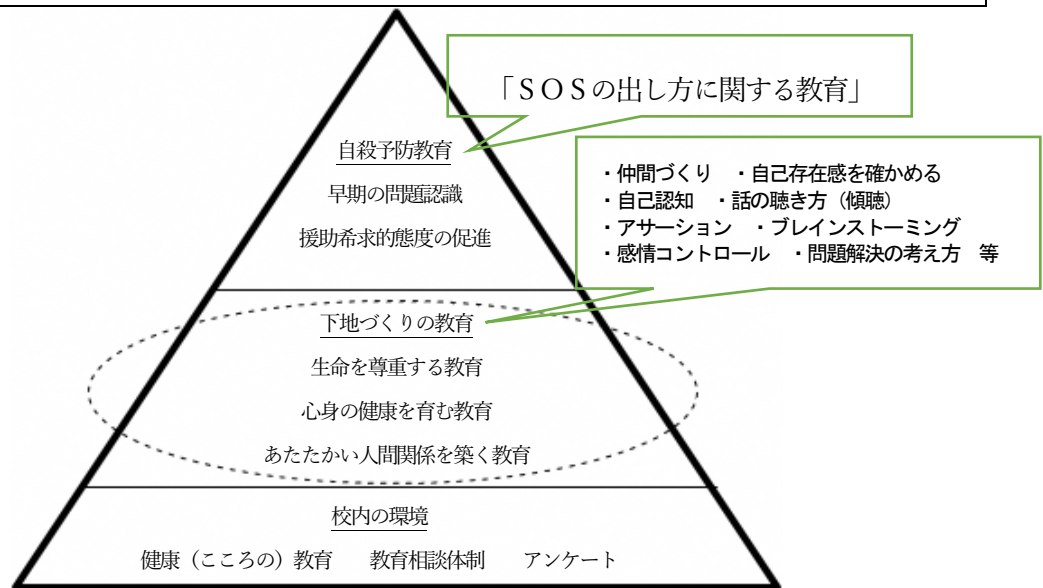 「ＳＯＳの出し方に関する教育」
自殺予防教育
早期の問題認識
援助希求的態度の促進
・仲間づくり　・自己存在感を確かめる
・自己認知　・話の聴き方（傾聴）
・アサーション　・ブレインストーミング
・感情コントロール　・問題解決の考え方　等
下地づくりの教育
生命を尊重する教育
心身の健康を育む教育
あたたかい人間関係を築く教育
校内の環境
健康（こころの）教育　　教育相談体制　　アンケート